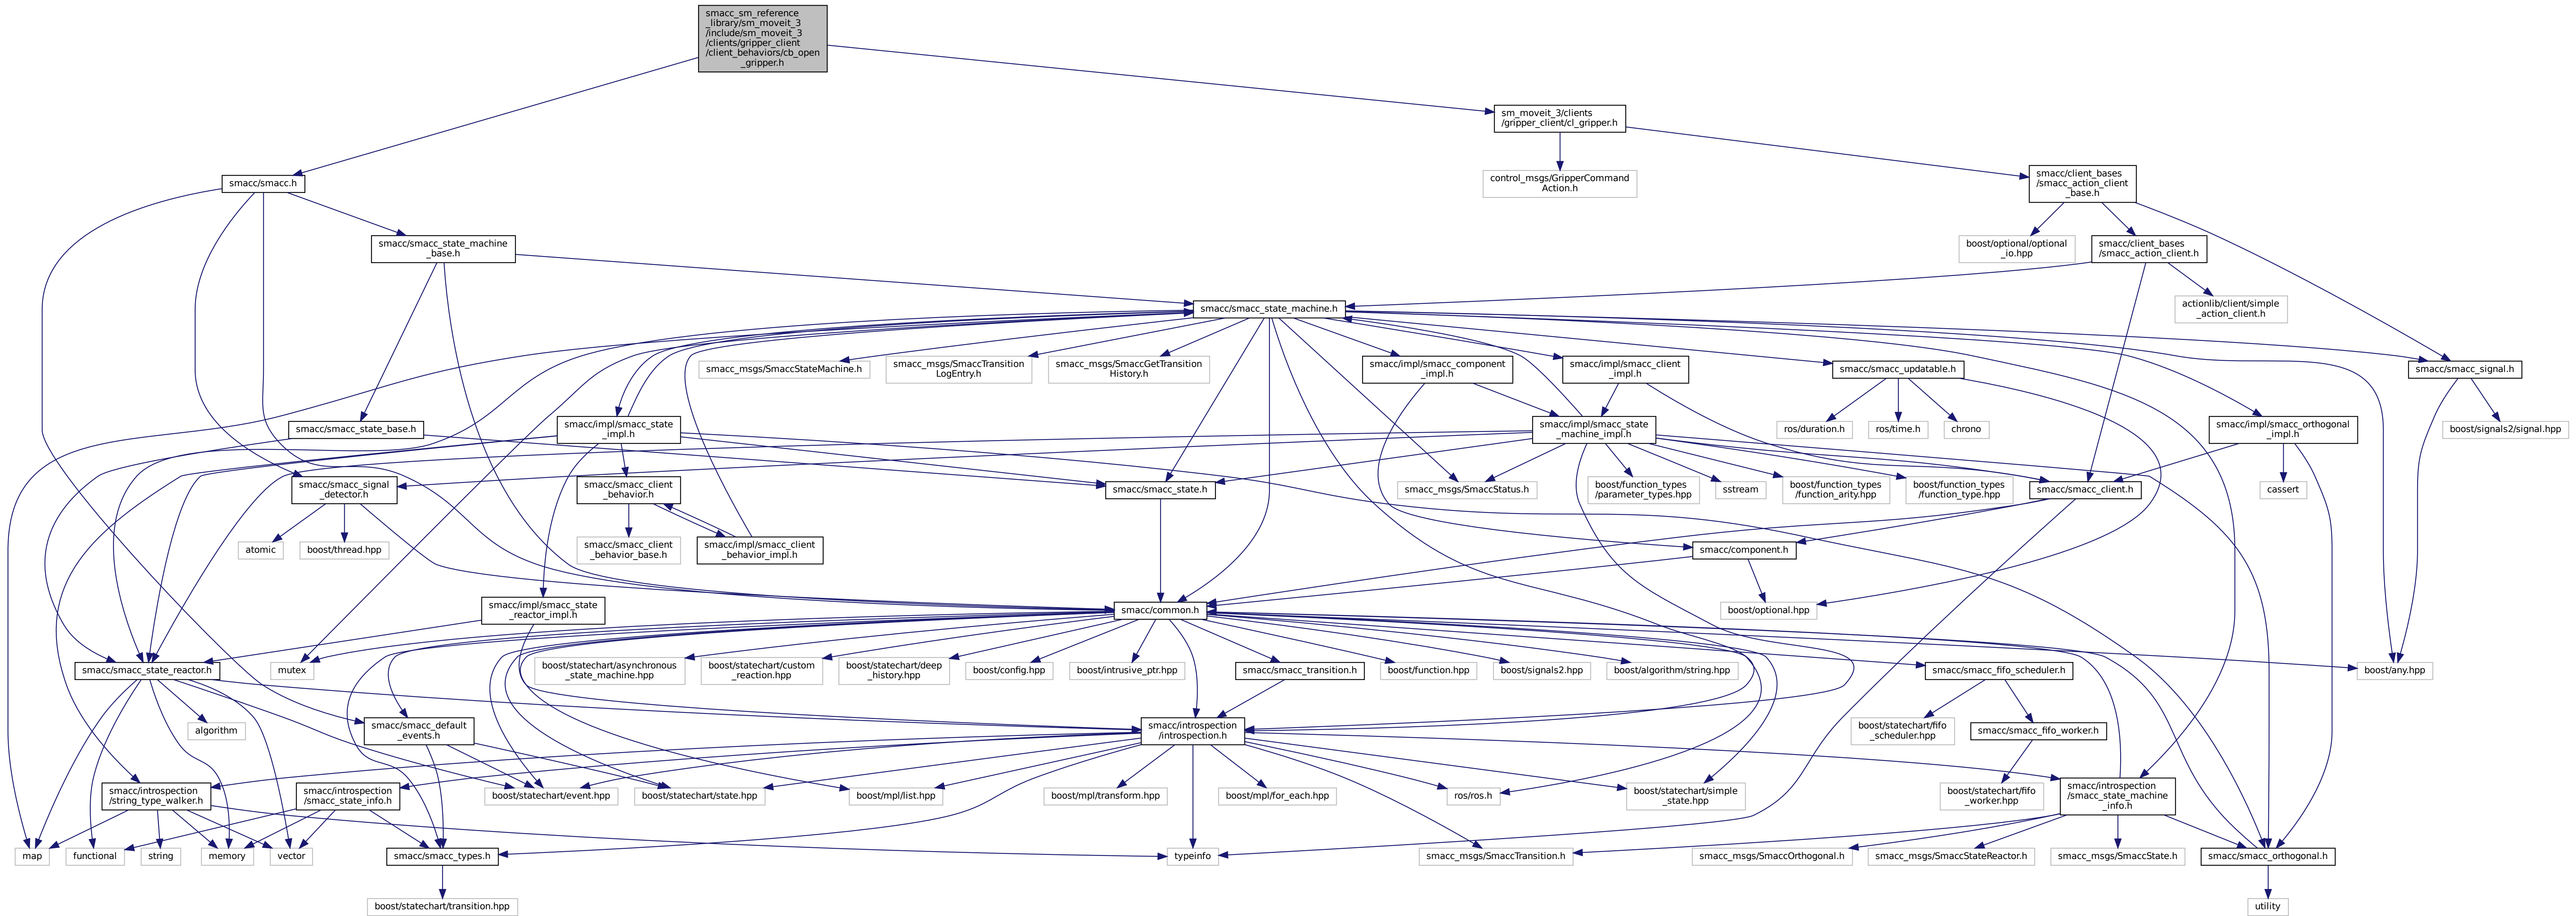 smacc_sm_reference
_library/sm_moveit_3
/include/sm_moveit_3
/clients/gripper_client
/client_behaviors/cb_open
_gripper.h
sm_moveit_3/clients
/gripper_client/cl_gripper.h
smacc/smacc.h
control_msgs/GripperCommand
Action.h
smacc/client_bases
/smacc_action_client
_base.h
smacc/smacc_state_machine
_base.h
boost/optional/optional
_io.hpp
smacc/client_bases
/smacc_action_client.h
smacc/smacc_state_machine.h
actionlib/client/simple
_action_client.h
smacc_msgs/SmaccStateMachine.h
smacc_msgs/SmaccTransition
LogEntry.h
smacc_msgs/SmaccGetTransition
History.h
smacc/impl/smacc_component
_impl.h
smacc/impl/smacc_client
_impl.h
smacc/smacc_updatable.h
smacc/smacc_signal.h
smacc/smacc_state_base.h
smacc/impl/smacc_state
_impl.h
smacc/impl/smacc_state
_machine_impl.h
ros/duration.h
ros/time.h
chrono
smacc/impl/smacc_orthogonal
_impl.h
boost/signals2/signal.hpp
smacc/smacc_signal
_detector.h
smacc/smacc_client
_behavior.h
smacc/smacc_state.h
smacc_msgs/SmaccStatus.h
boost/function_types
/parameter_types.hpp
sstream
boost/function_types
/function_arity.hpp
boost/function_types
/function_type.hpp
smacc/smacc_client.h
cassert
atomic
boost/thread.hpp
smacc/smacc_client
_behavior_base.h
smacc/impl/smacc_client
_behavior_impl.h
smacc/component.h
smacc/impl/smacc_state
_reactor_impl.h
smacc/common.h
boost/optional.hpp
smacc/smacc_state_reactor.h
mutex
boost/statechart/asynchronous
_state_machine.hpp
boost/statechart/custom
_reaction.hpp
boost/statechart/deep
_history.hpp
boost/config.hpp
boost/intrusive_ptr.hpp
smacc/smacc_transition.h
boost/function.hpp
boost/signals2.hpp
boost/algorithm/string.hpp
smacc/smacc_fifo_scheduler.h
boost/any.hpp
algorithm
smacc/smacc_default
_events.h
smacc/introspection
/introspection.h
boost/statechart/fifo
_scheduler.hpp
smacc/smacc_fifo_worker.h
smacc/introspection
/string_type_walker.h
smacc/introspection
/smacc_state_info.h
boost/statechart/event.hpp
boost/statechart/state.hpp
boost/mpl/list.hpp
boost/mpl/transform.hpp
boost/mpl/for_each.hpp
ros/ros.h
boost/statechart/simple
_state.hpp
boost/statechart/fifo
_worker.hpp
smacc/introspection
/smacc_state_machine
_info.h
map
functional
string
memory
vector
smacc/smacc_types.h
typeinfo
smacc_msgs/SmaccTransition.h
smacc_msgs/SmaccOrthogonal.h
smacc_msgs/SmaccStateReactor.h
smacc_msgs/SmaccState.h
smacc/smacc_orthogonal.h
boost/statechart/transition.hpp
utility